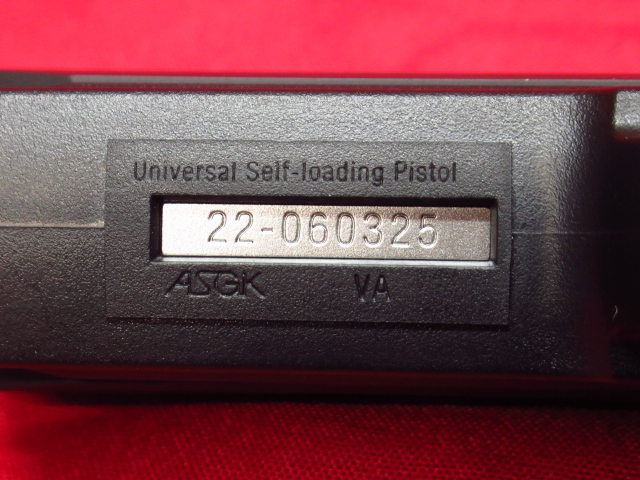 Universal Self-loading Pistol
22-060325
ASGK VA